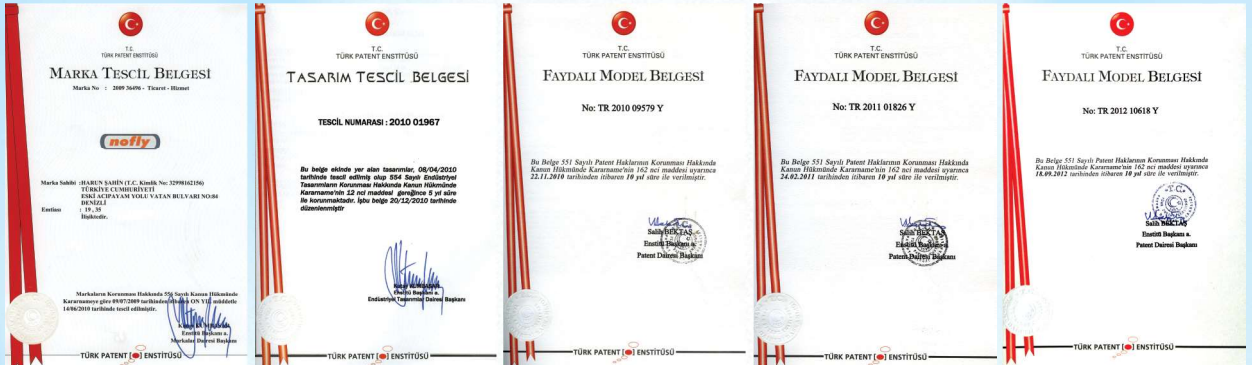 T.C.
TÜRK PATENT ENSTİTÜSÜ
MARKA TESCİL BELGESİ
Marka No : 2009 36496 - Ticaret - Hizmet
nofly
Marka Sahibi :HARUN ŞAHİN (T.C. Kimlik No: 32998162156)
TÜRKİYE CUMHURİYETİ
ESKİ ACIPAYAM YOLU VATAN BULVARI NO:84
DENİZLİ
Emtiası : 19 , 35
İlişiktedir.
Markaların Korunması Hakkında 556 Sayılı Kanun Hükmünde
Kararnameye göre 09/07/2009 tarihinden itibaren ON YIL müddetle
14/06/2010 tarihinde tescil edilmiştir.
Enstitü Başkanı a.
Markalar Dairesi Başkanı
TÜRK PATENT ENSTİTÜSÜ
T.C.
TÜRK PATENT ENSTİTÜSÜ
TASARIM TESCİL BELGESİ
TESCİL NUMARASI : 2010 01967
Bu belge ekinde yer alan tasarımlar, 08/04/2010
tarihinde tescil edilmiş olup 554 Sayılı Endüstriyel
Tasarımların Korunması Hakkında Kanun Hükmünde
Kararname'nin 12 nci maddesi gereğince 5 yıl süre
ile korunmaktadır. İşbu belge 20/12/2010 tarihinde
düzenlenmiştir
Enstitü Başkanı a.
Endüstriyel Tasarımlar Dairesi Başkanı
TÜRK PATENT ENSTİTÜSÜ
T.C.
TÜRK PATENT ENSTİTÜSÜ
FAYDALI MODEL BELGESİ
No: TR 2010 09579 Y
Bu Belge 551 Sayılı Patent Haklarının Korunması Hakkında
Kanun Hükmünde Kararname'nin 162 nci maddesi uyarınca
22.11.2010 tarihinden itibaren 10 yıl süre ile verilmiştir.
Salih BEKTAŞ
Enstitü Başkanı a.
Patent Dairesi Başkanı
TÜRK PATENT ENSTİTÜSÜ
T.C.
TÜRK PATENT ENSTİTÜSÜ
FAYDALI MODEL BELGESİ
No: TR 2011 01826 Y
Bu Belge 551 Sayılı Patent Haklarının Korunması Hakkında
Kanun Hükmünde Kararname'nin 162 nci maddesi uyarınca
24.02.2011 tarihinden itibaren 10 yıl süre ile verilmiştir.
Salih BEKTAŞ
Enstitü Başkanı a.
Patent Dairesi Başkanı
TÜRK PATENT ENSTİTÜSÜ
T.C.
TÜRK PATENT ENSTİTÜSÜ
FAYDALI MODEL BELGESİ
No: TR 2012 10618 Y
Bu Belge 551 Sayılı Patent Haklarının Korunması Hakkında
Kanun Hükmünde Kararname'nin 162 nci maddesi uyarınca
18.09.2012 tarihinden itibaren 10 yıl süre ile verilmiştir.
T.C.
Salih BEKTAŞ
Enstitü Başkanı a.
Patent Dairesi Başkanı
TÜRK PATENT ENSTİTÜSÜ